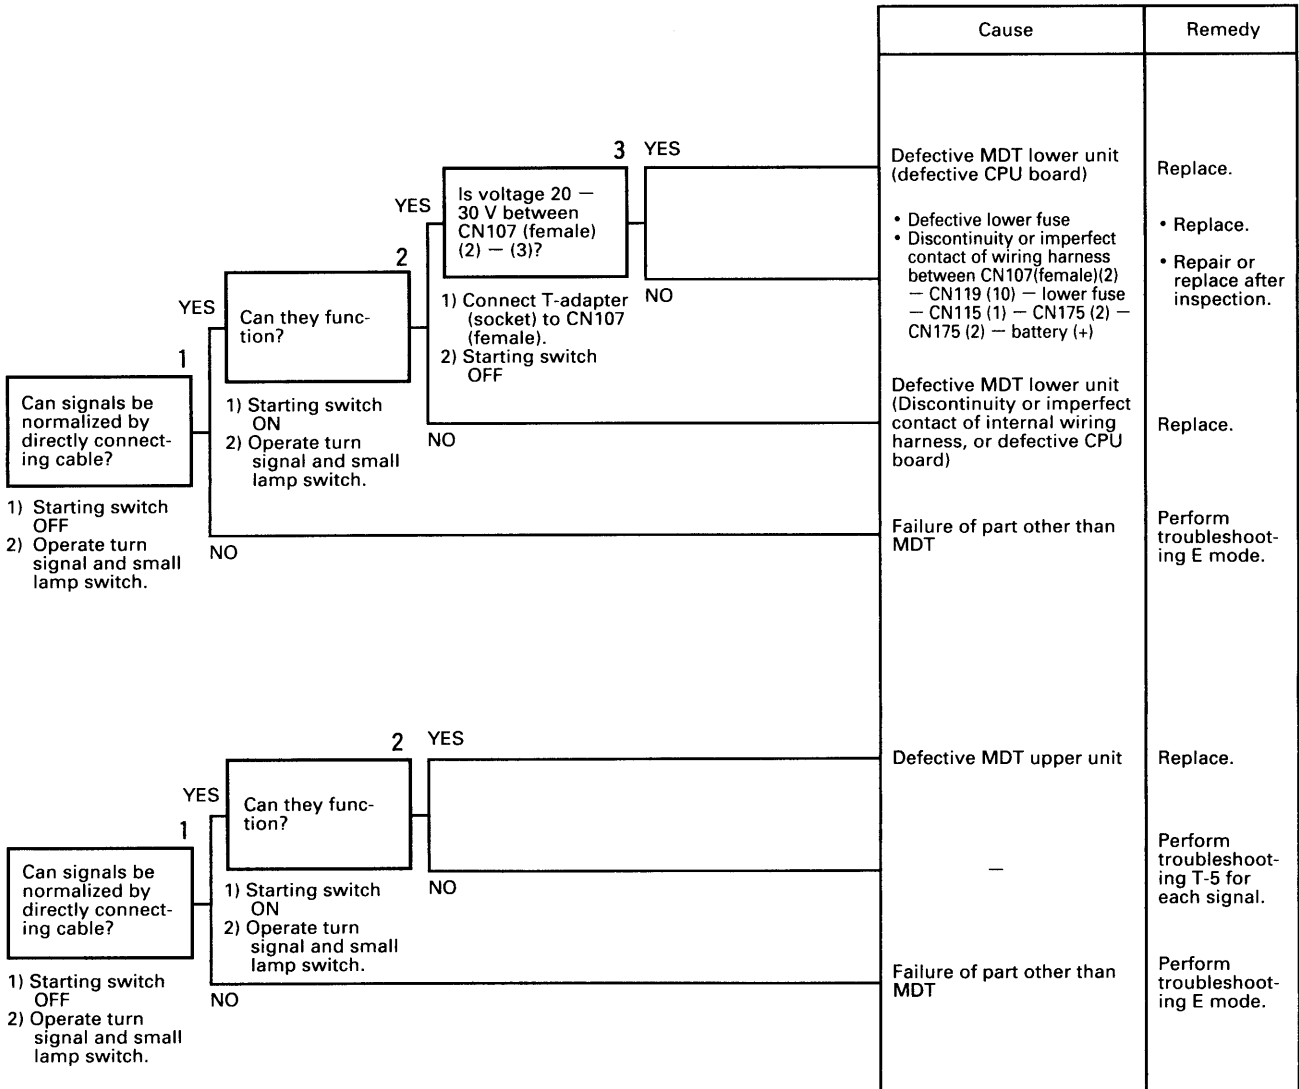 Cause
Remedy
3
YES
Is voltage 20 —
30 V between
CN107 (female)
(2) — (3)?
1) Connect T-adapter
(socket) to CN107
(female).
2) Starting switch
OFF
NO
YES
2
Can they func-
tion?
1) Starting switch
ON
2) Operate turn
signal and small
lamp switch.
NO
YES
1
Can signals be
normalized by
directly connect-
ing cable?
1) Starting switch
OFF
2) Operate turn
signal and small
lamp switch.
NO
Defective MDT lower unit
(defective CPU board)
Replace.
• Defective lower fuse
• Discontinuity or imperfect
contact of wiring harness
between CN107(female)(2)
— CN119 (10) — lower fuse
— CN115 (1) — CN175 (2) —
CN175 (2) — battery (+)
• Replace.
• Repair or
replace after
inspection.
Defective MDT lower unit
(Discontinuity or imperfect
contact of internal wiring
harness, or defective CPU
board)
Replace.
Failure of part other than
MDT
Perform
troubleshoot-
ing E mode.
2
YES
Can they func-
tion?
1) Starting switch
ON
2) Operate turn
signal and small
lamp switch.
NO
YES
1
Can signals be
normalized by
directly connect-
ing cable?
1) Starting switch
OFF
2) Operate turn
signal and small
lamp switch.
NO
Defective MDT upper unit
Replace.
—
Perform
troubleshoot-
ing T-5 for
each signal.
Failure of part other than
MDT
Perform
troubleshoot-
ing E mode.